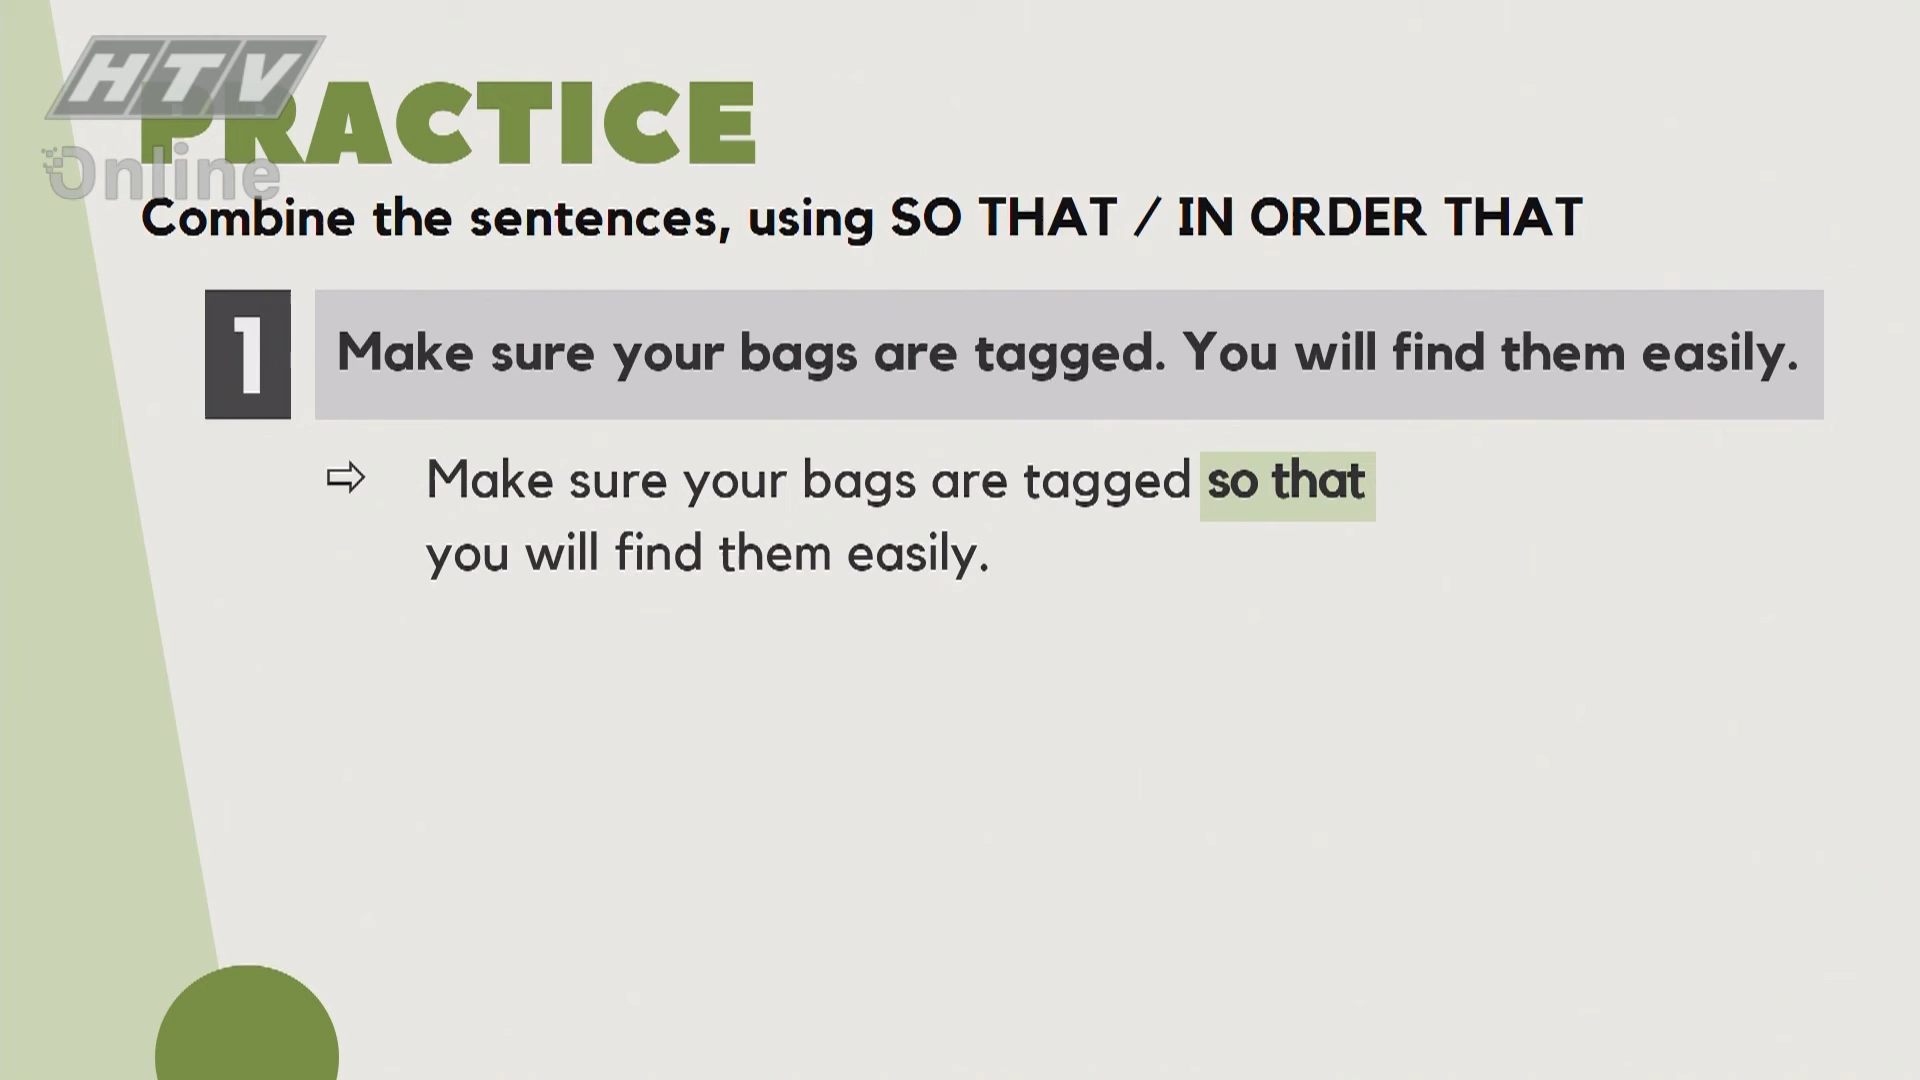 HTV
Online
PRACTICE
Combine the sentences, using SO THAT / IN ORDER THAT
1 Make sure your bags are tagged. You will find them easily.
⇨ Make sure your bags are tagged so that
you will find them easily.